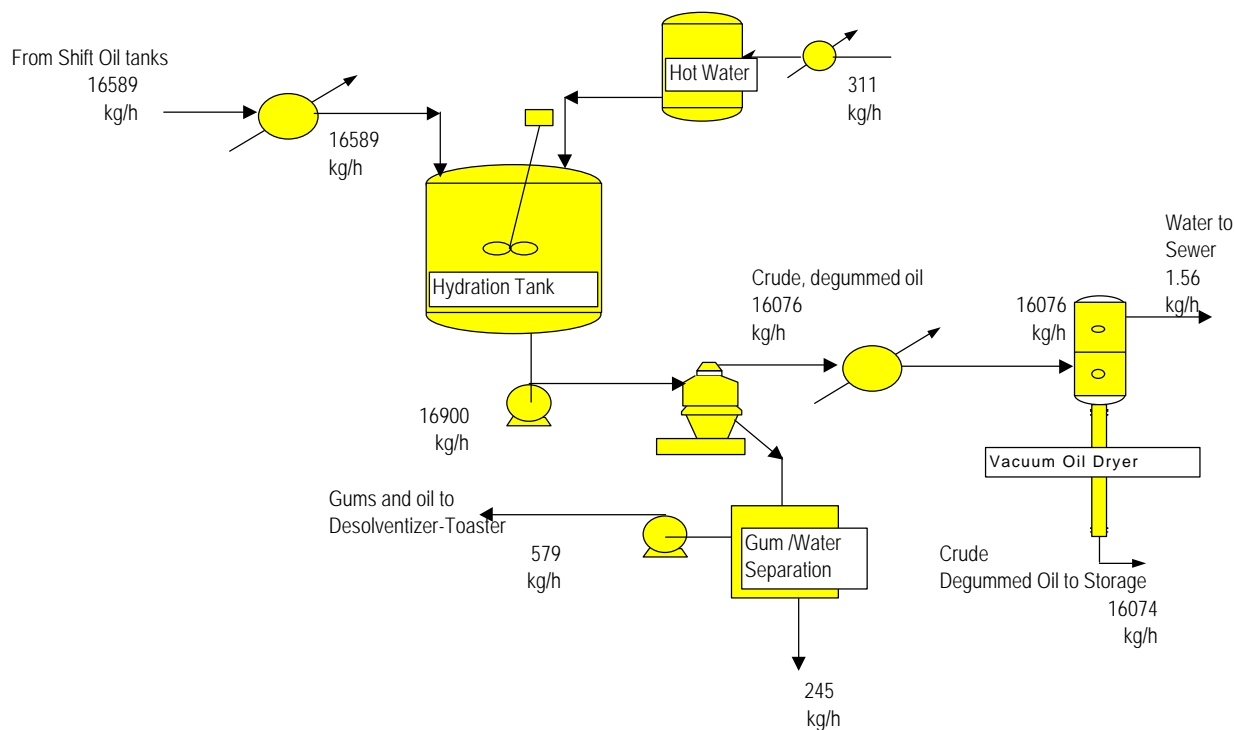 From Shift Oil tanks
16589
kg/h
16589
kg/h
Hot Water
311
kg/h
Hydration Tank
16900
kg/h
Crude, degummed oil
16076
kg/h
16076
kg/h
Water to
Sewer
1.56
kg/h
Vacuum Oil Dryer
Gums and oil to
Desolventizer-Toaster
579
kg/h
Gum /Water
Separation
245
kg/h
Crude
Degummed Oil to Storage
16074
kg/h